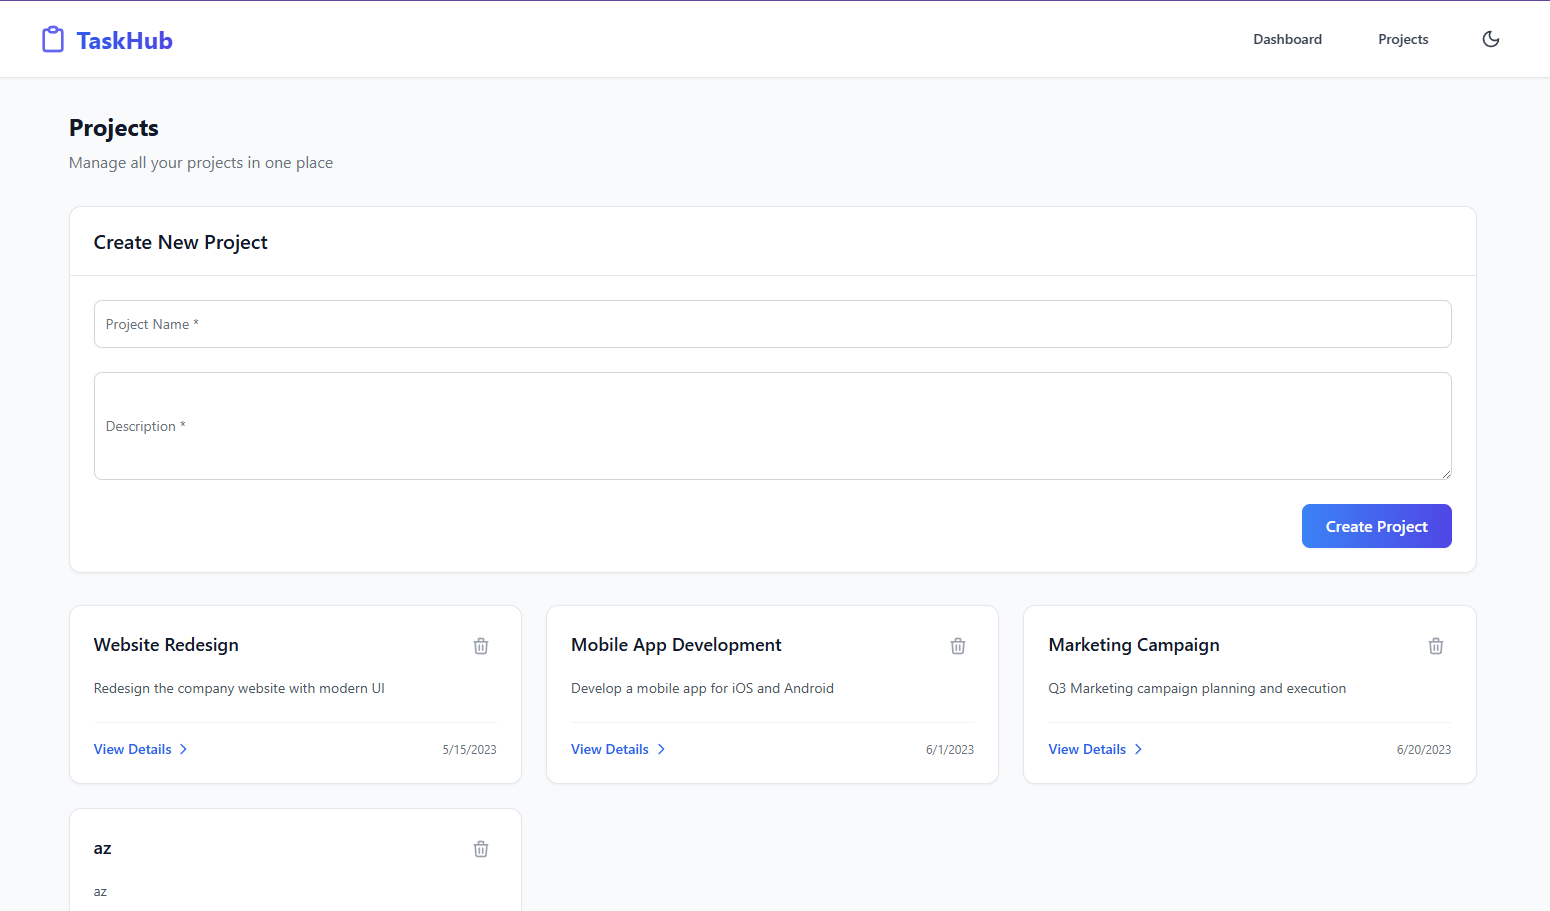 TaskHub
Dashboard
Projects
Projects
Manage all your projects in one place
Create New Project
Project Name *
Description *
Create Project
Website Redesign
Redesign the company website with modern UI
View Details
5/15/2023
Mobile App Development
Develop a mobile app for iOS and Android
View Details
6/1/2023
Marketing Campaign
Q3 Marketing campaign planning and execution
View Details
6/20/2023
az
az